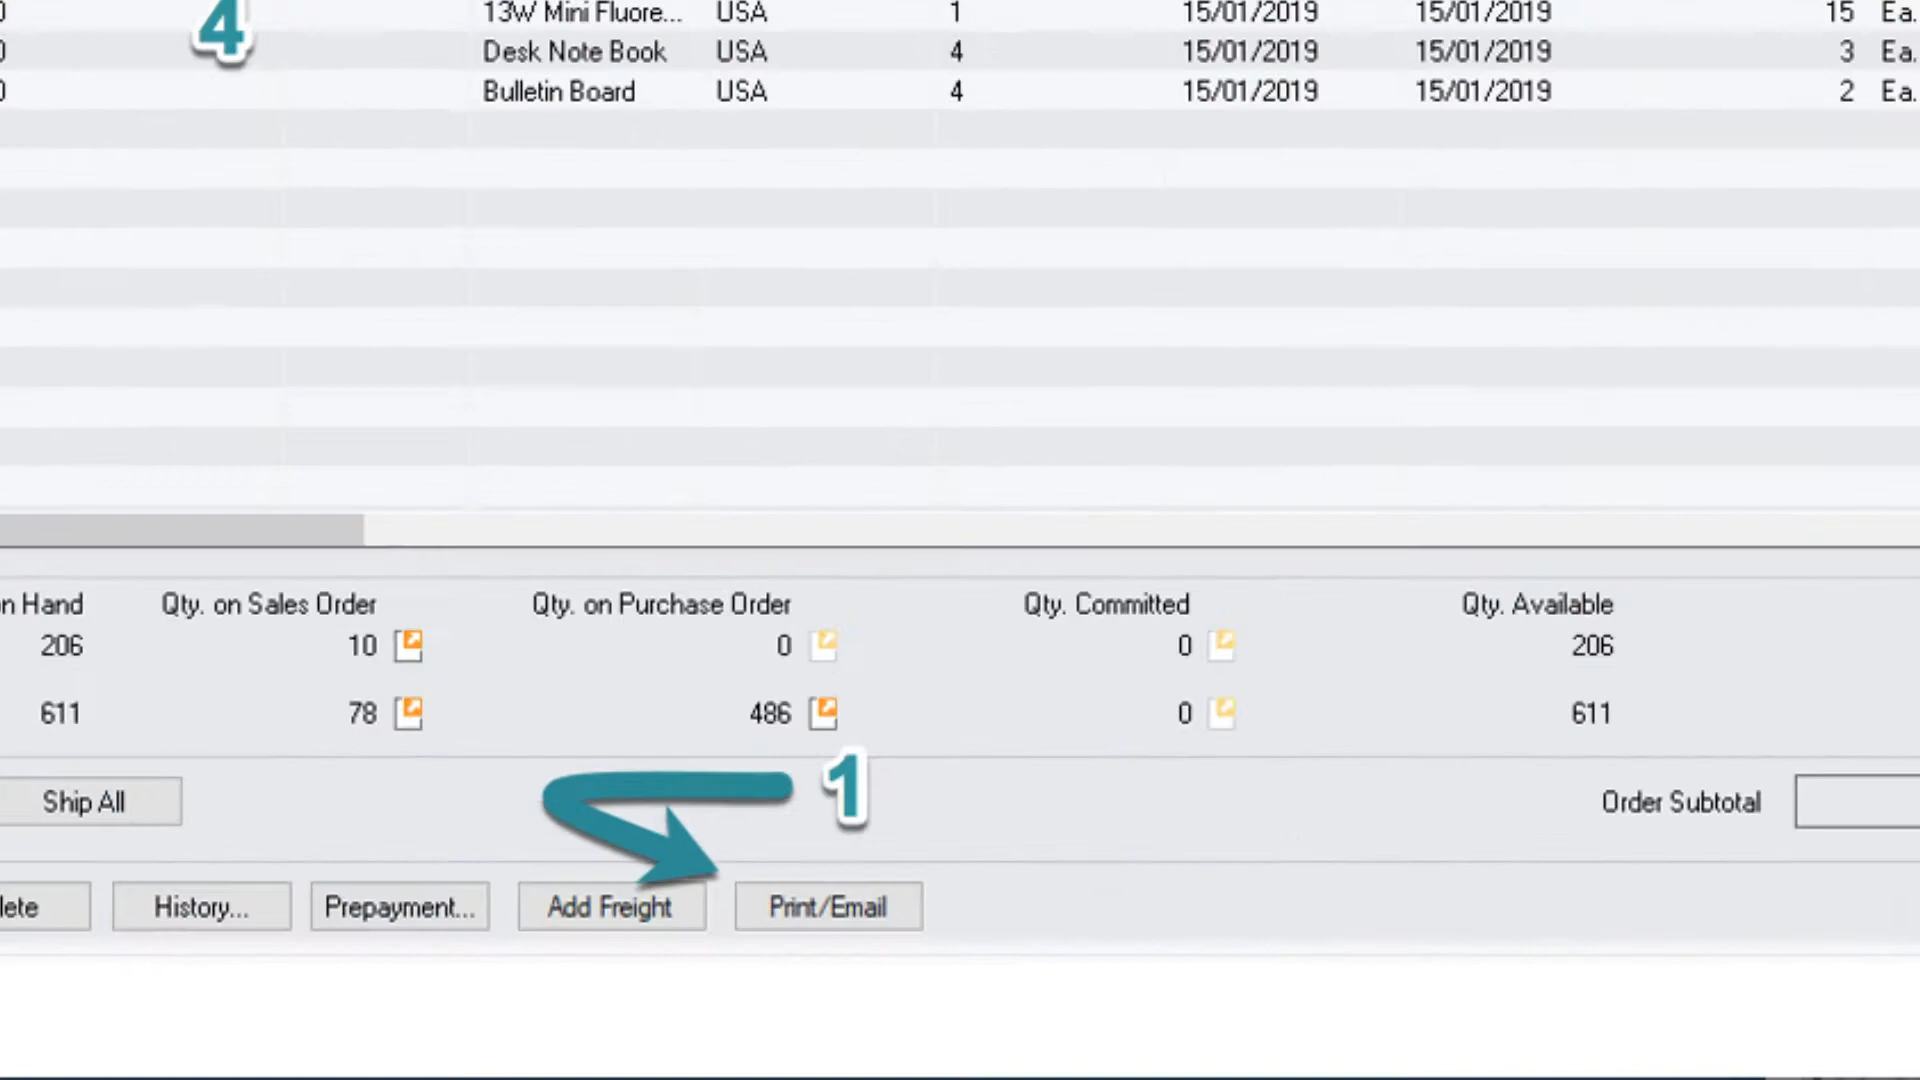 13W Mini Fluore... USA 1 15/01/2019 15/01/2019 15 Ea.
4
Desk Note Book USA 4 15/01/2019 15/01/2019 3 Ea.
Bulletin Board USA 4 15/01/2019 15/01/2019 2 Ea.
n Hand Qty. on Sales Order Qty. on Purchase Order Qty. Committed Qty. Available
206 10 0 0 206
611 78 486 0 611
1
Ship All Order Subtotal
lete History... Prepayment... Add Freight Print/Email